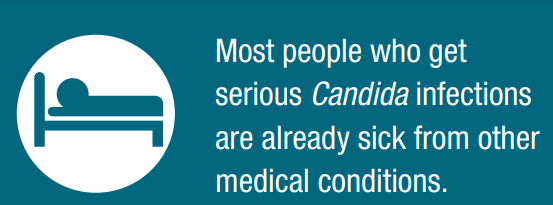 Most people who get
serious Candida infections
are already sick from other
medical conditions.